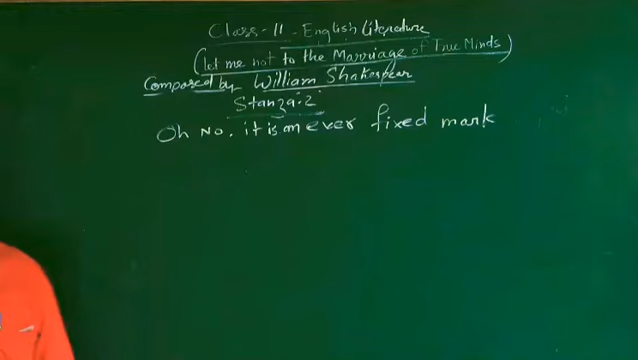 Class-11 - English Literature
(Let me not to the Marriage of True Minds)
Composed by William Shakespear
Stanza:2
Oh No. it is an ever fixed mark